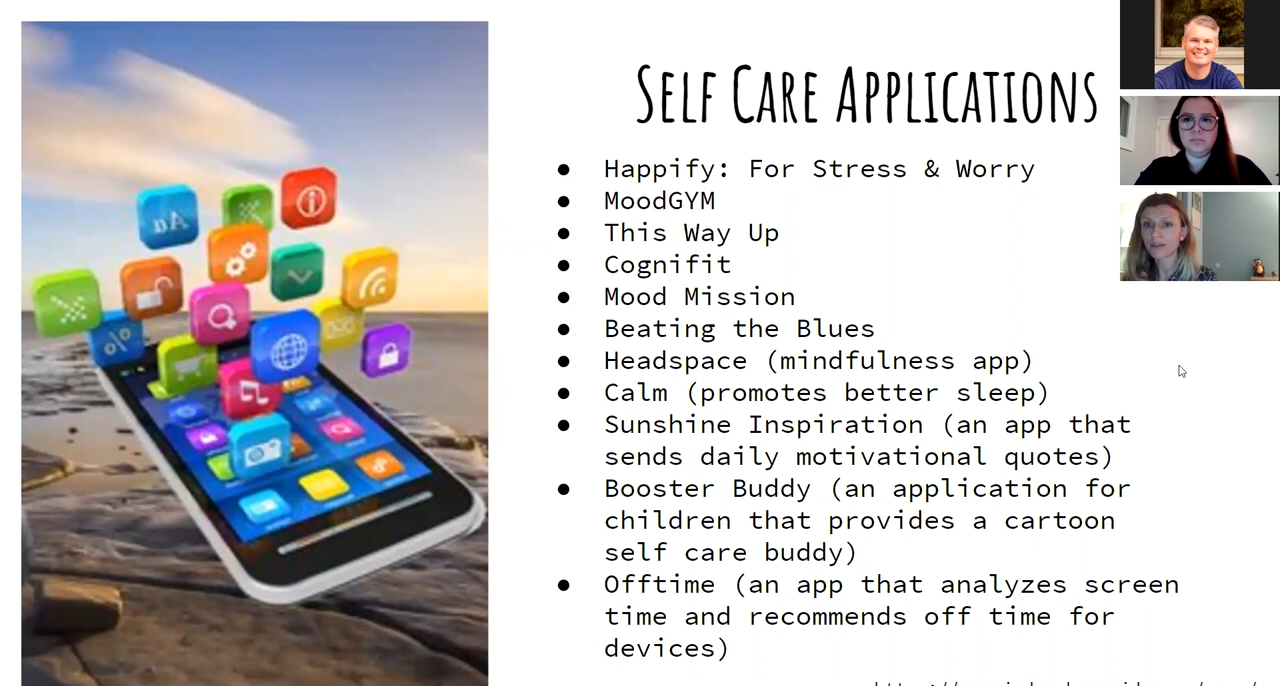 Self Care Applications
● Happify: For Stress & Worry
● MoodGYM
● This Way Up
● Cognifit
● Mood Mission
● Beating the Blues
● Headspace (mindfulness app)
● Calm (promotes better sleep)
● Sunshine Inspiration (an app that
sends daily motivational quotes)
● Booster Buddy (an application for
children that provides a cartoon
self care buddy)
● Offtime (an app that analyzes screen
time and recommends off time for
devices)
Aa
%